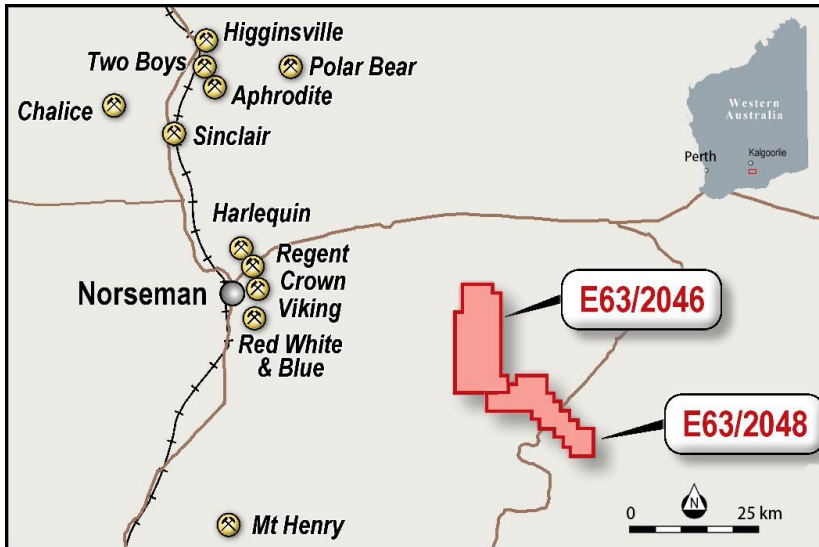 Higginsville
Two Boys
Polar Bear
Aphrodite
Chalice
Sinclair
Western
Australia
Perth
Kalgoorlie
Harlequin
Regent
Crown
Norseman
Viking
Red White
& Blue
E63/2046
E63/2048
Mt Henry
N
0
25 km